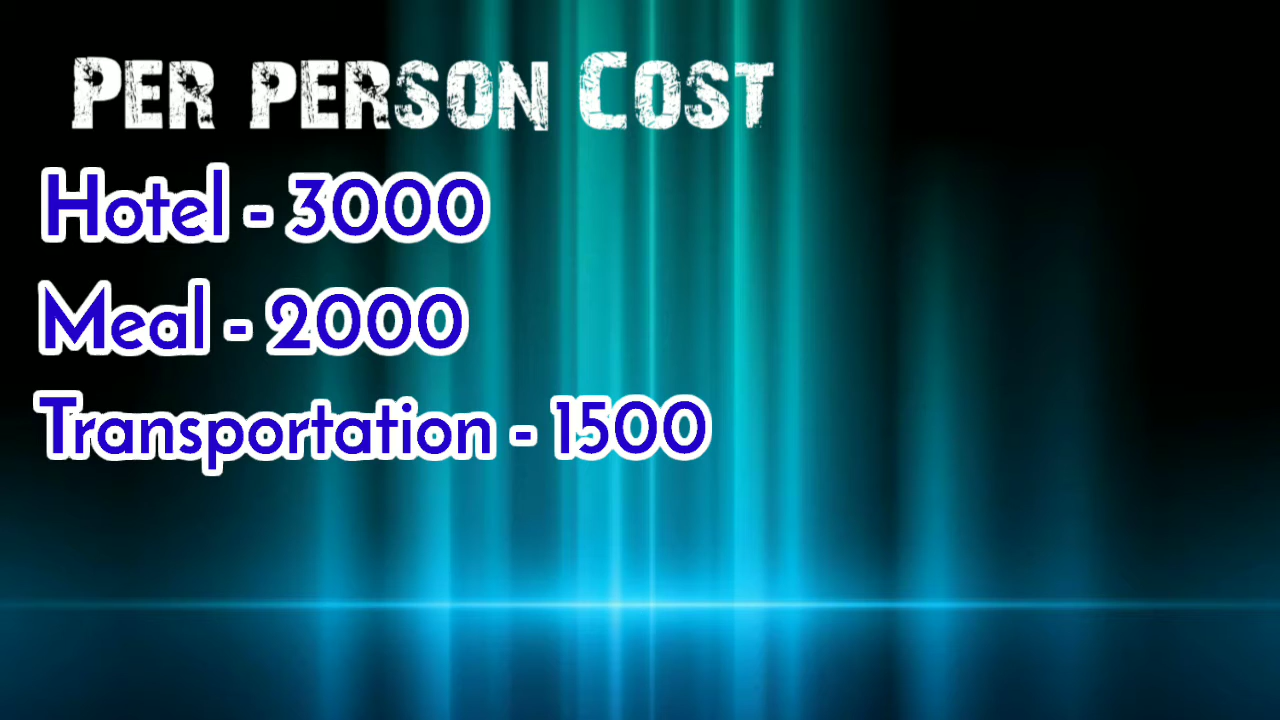 PER PERSON COST
Hotel - 3000
Meal - 2000
Transportation - 1500